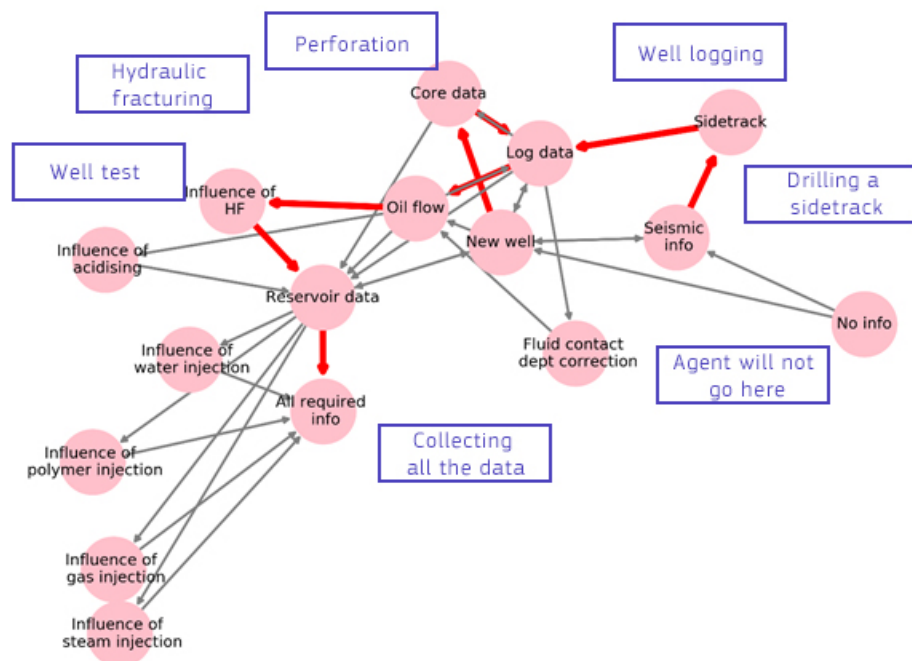 Perforation
Well logging
Hydraulic
fracturing
Core data
Sidetrack
Log data
Well test
Drilling a
sidetrack
Influence of
HF
Oil flow
New well
Seismic
info
Influence of
acidising
Reservoir data
No info
Influence of
water injection
Fluid contact
dept correction
Agent will not
go here
All required
info
Collecting
all the data
Influence of
polymer injection
Influence of
gas injection
Influence of
steam injection